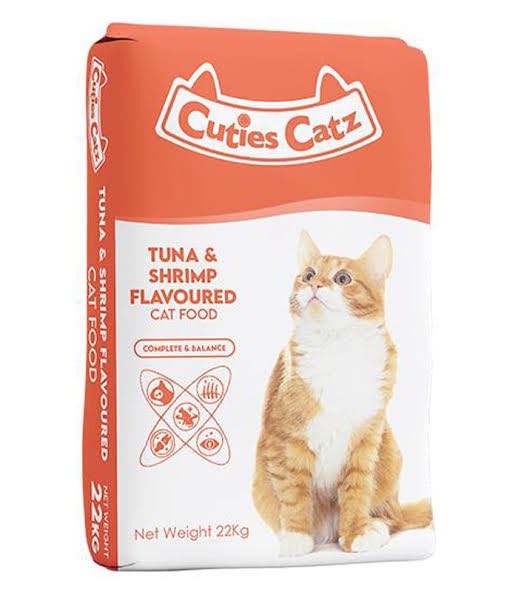 Cuties Catz
TUNA &
SHRIMP
FLAVOURED
CAT FOOD
COMPLETE & BALANCE
Net Weight 22Kg
Cuties Catz
TUNA & SHRIMP FLAVOURED
CAT FOOD
NET WEIGHT
22KG